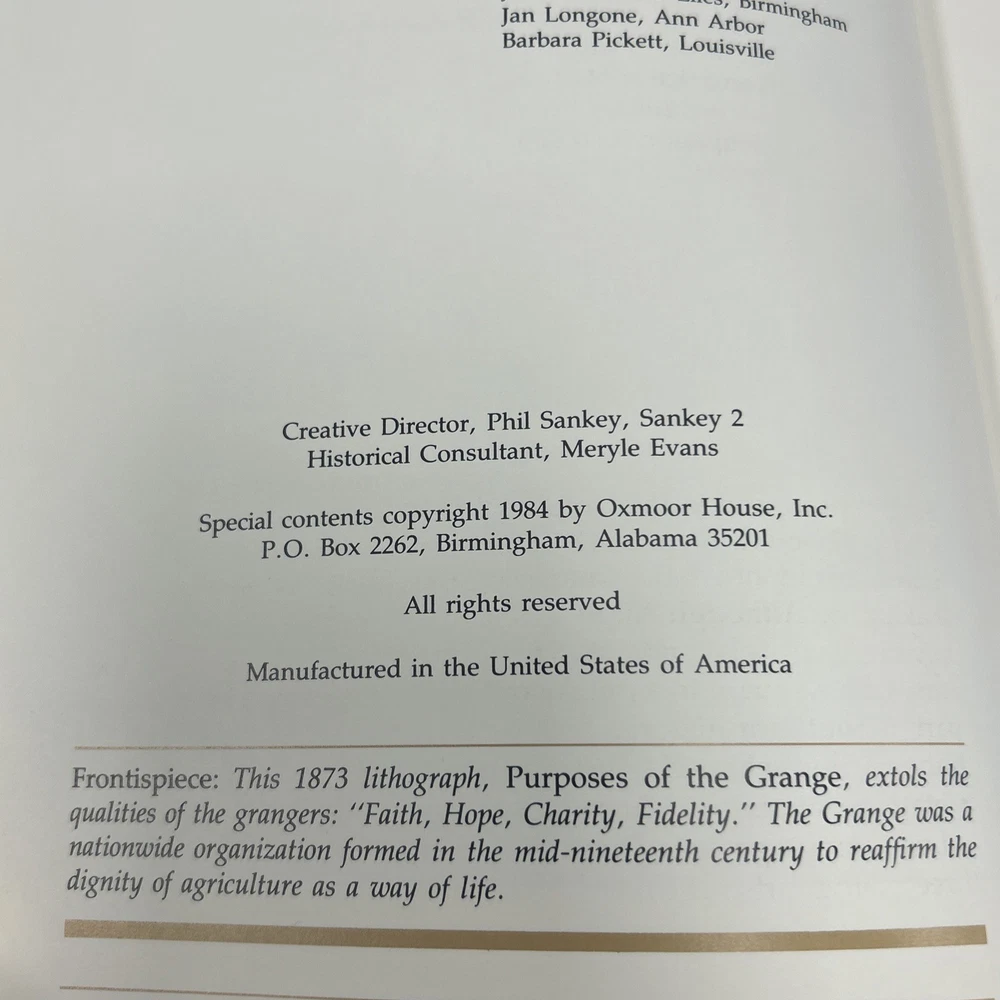 Birmingham
Jan Longone, Ann Arbor
Barbara Pickett, Louisville
Creative Director, Phil Sankey, Sankey 2
Historical Consultant, Meryle Evans
Special contents copyright 1984 by Oxmoor House, Inc.
P.O. Box 2262, Birmingham, Alabama 35201
All rights reserved
Manufactured in the United States of America
Frontispiece: This 1873 lithograph, Purposes of the Grange, extols the
qualities of the grangers: "Faith, Hope, Charity, Fidelity." The Grange was a
nationwide organization formed in the mid-nineteenth century to reaffirm the
dignity of agriculture as a way of life.